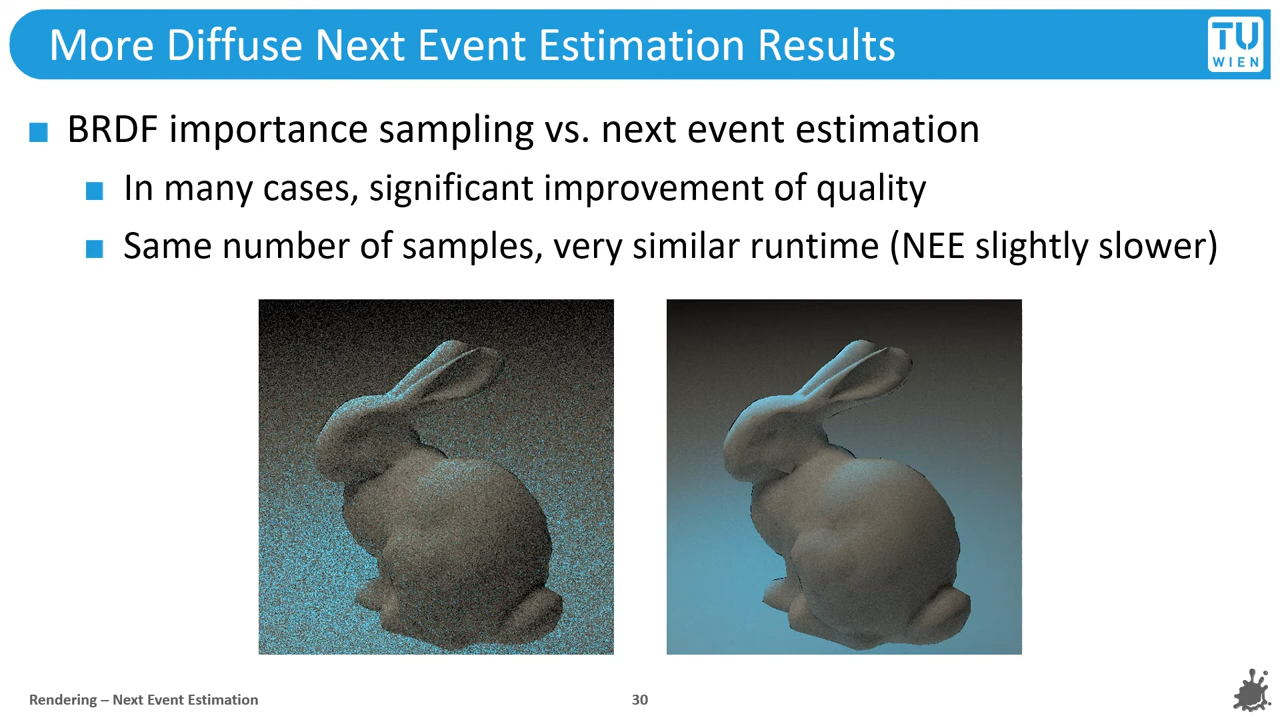 More Diffuse Next Event Estimation Results
TU
WIEN
BRDF importance sampling vs. next event estimation
In many cases, significant improvement of quality
Same number of samples, very similar runtime (NEE slightly slower)
Rendering – Next Event Estimation
30